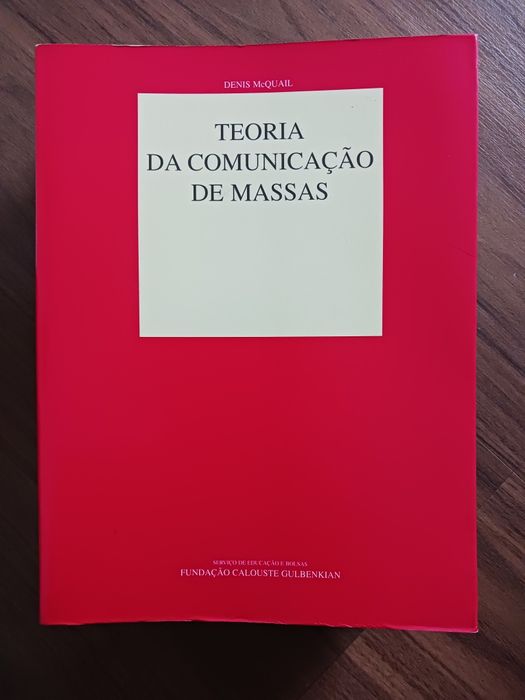 DENIS McQUAIL
TEORIA
DA COMUNICAÇÃO
DE MASSAS
SERVIÇO DE EDUCAÇÃO E BOLSAS
FUNDAÇÃO CALOUSTE GULBENKIAN